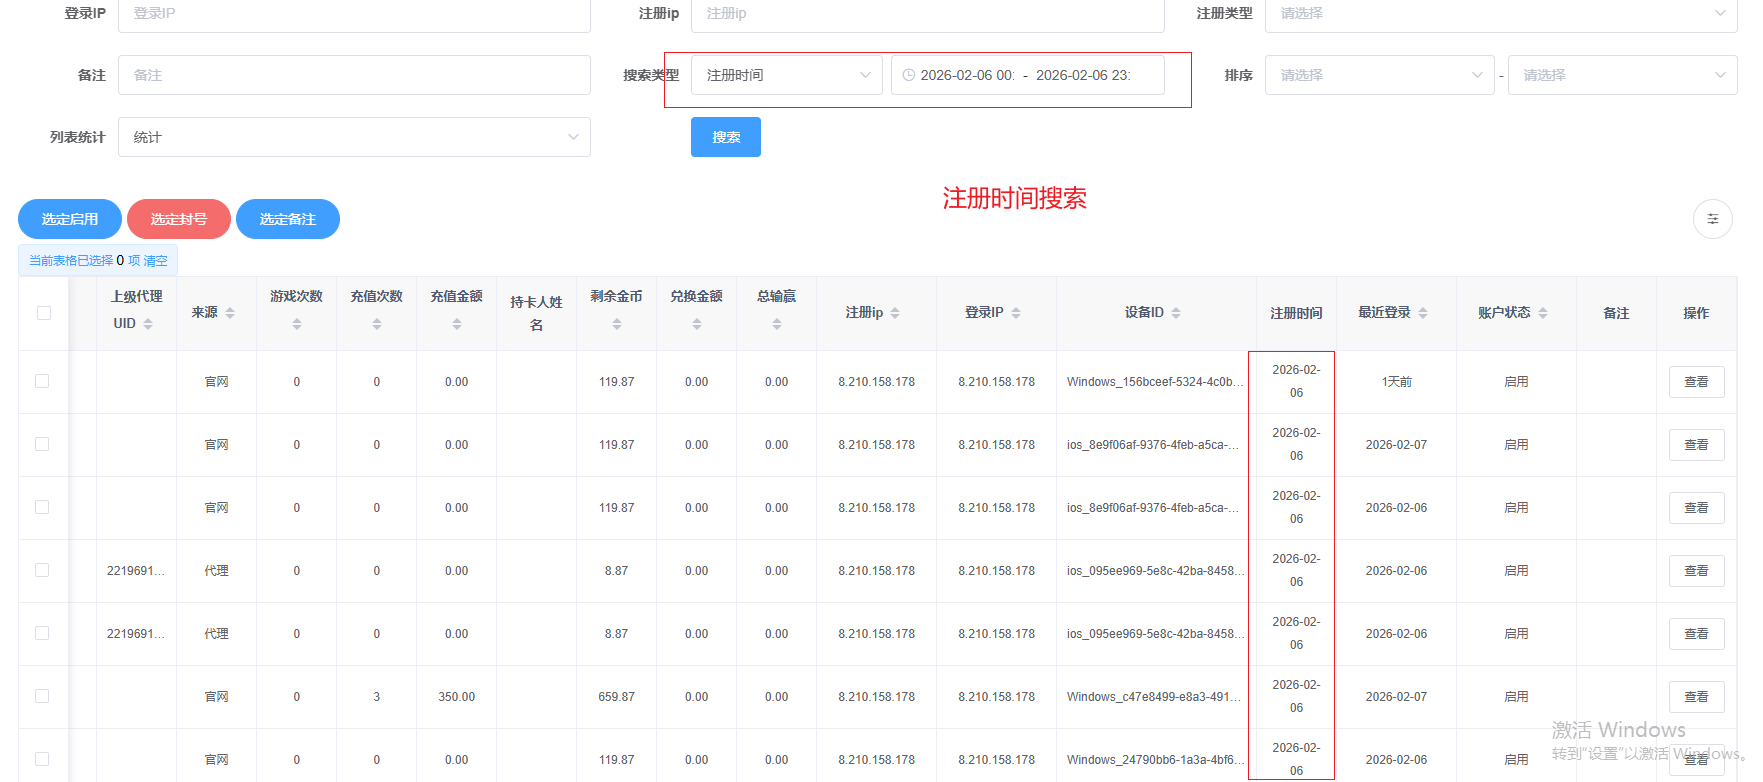 登录IP 登录IP 注册ip 注册ip 注册类型 请选择
备注 备注 搜索类型 注册时间 2026-02-06 00: - 2026-02-06 23: 排序 请选择 - 请选择
列表统计 统计 搜索
注册时间搜索
选定启用 选定封号 选定备注
当前表格已选择 0 项 清空
上级代理UID 来源 游戏次数 充值次数 充值金额 持卡人姓名 剩余金币 兑换金额 总输赢 注册ip 登录IP 设备ID 注册时间 最近登录 账户状态 备注 操作
官网 0 0 0.00 119.87 0.00 0.00 8.210.158.178 8.210.158.178 Windows_156bceef-5324-4c0b... 2026-02-06 1天前 启用 查看
官网 0 0 0.00 119.87 0.00 0.00 8.210.158.178 8.210.158.178 ios_8e9f06af-9376-4feb-a5ca-... 2026-02-06 2026-02-07 启用 查看
官网 0 0 0.00 119.87 0.00 0.00 8.210.158.178 8.210.158.178 ios_8e9f06af-9376-4feb-a5ca-... 2026-02-06 2026-02-06 启用 查看
2219691... 代理 0 0 0.00 8.87 0.00 0.00 8.210.158.178 8.210.158.178 ios_095ee969-5e8c-42ba-8458... 2026-02-06 2026-02-06 启用 查看
2219691... 代理 0 0 0.00 8.87 0.00 0.00 8.210.158.178 8.210.158.178 ios_095ee969-5e8c-42ba-8458... 2026-02-06 2026-02-06 启用 查看
官网 0 3 350.00 659.87 0.00 0.00 8.210.158.178 8.210.158.178 Windows_c47e8499-e8a3-491... 2026-02-06 2026-02-07 启用 查看
官网 0 0 0.00 119.87 0.00 0.00 8.210.158.178 8.210.158.178 Windows_24790bb6-1a3a-4bf6... 2026-02-06 2026-02-06 启用 查看
激活 Windows
转到"设置"以激活 Windows。